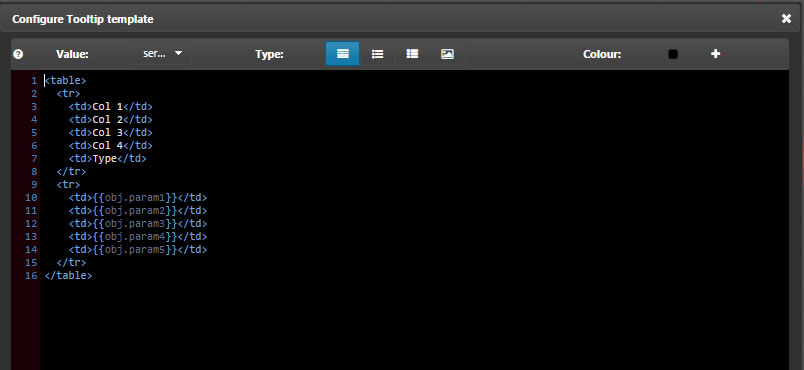 Configure Tooltip template
Value: ser... Type: Colour:
1 <table>
2 <tr>
3 <td>Col 1</td>
4 <td>Col 2</td>
5 <td>Col 3</td>
6 <td>Col 4</td>
7 <td>Type</td>
8 </tr>
9 <tr>
10 <td>{{obj.param1}}</td>
11 <td>{{obj.param2}}</td>
12 <td>{{obj.param3}}</td>
13 <td>{{obj.param4}}</td>
14 <td>{{obj.param5}}</td>
15 </tr>
16 </table>